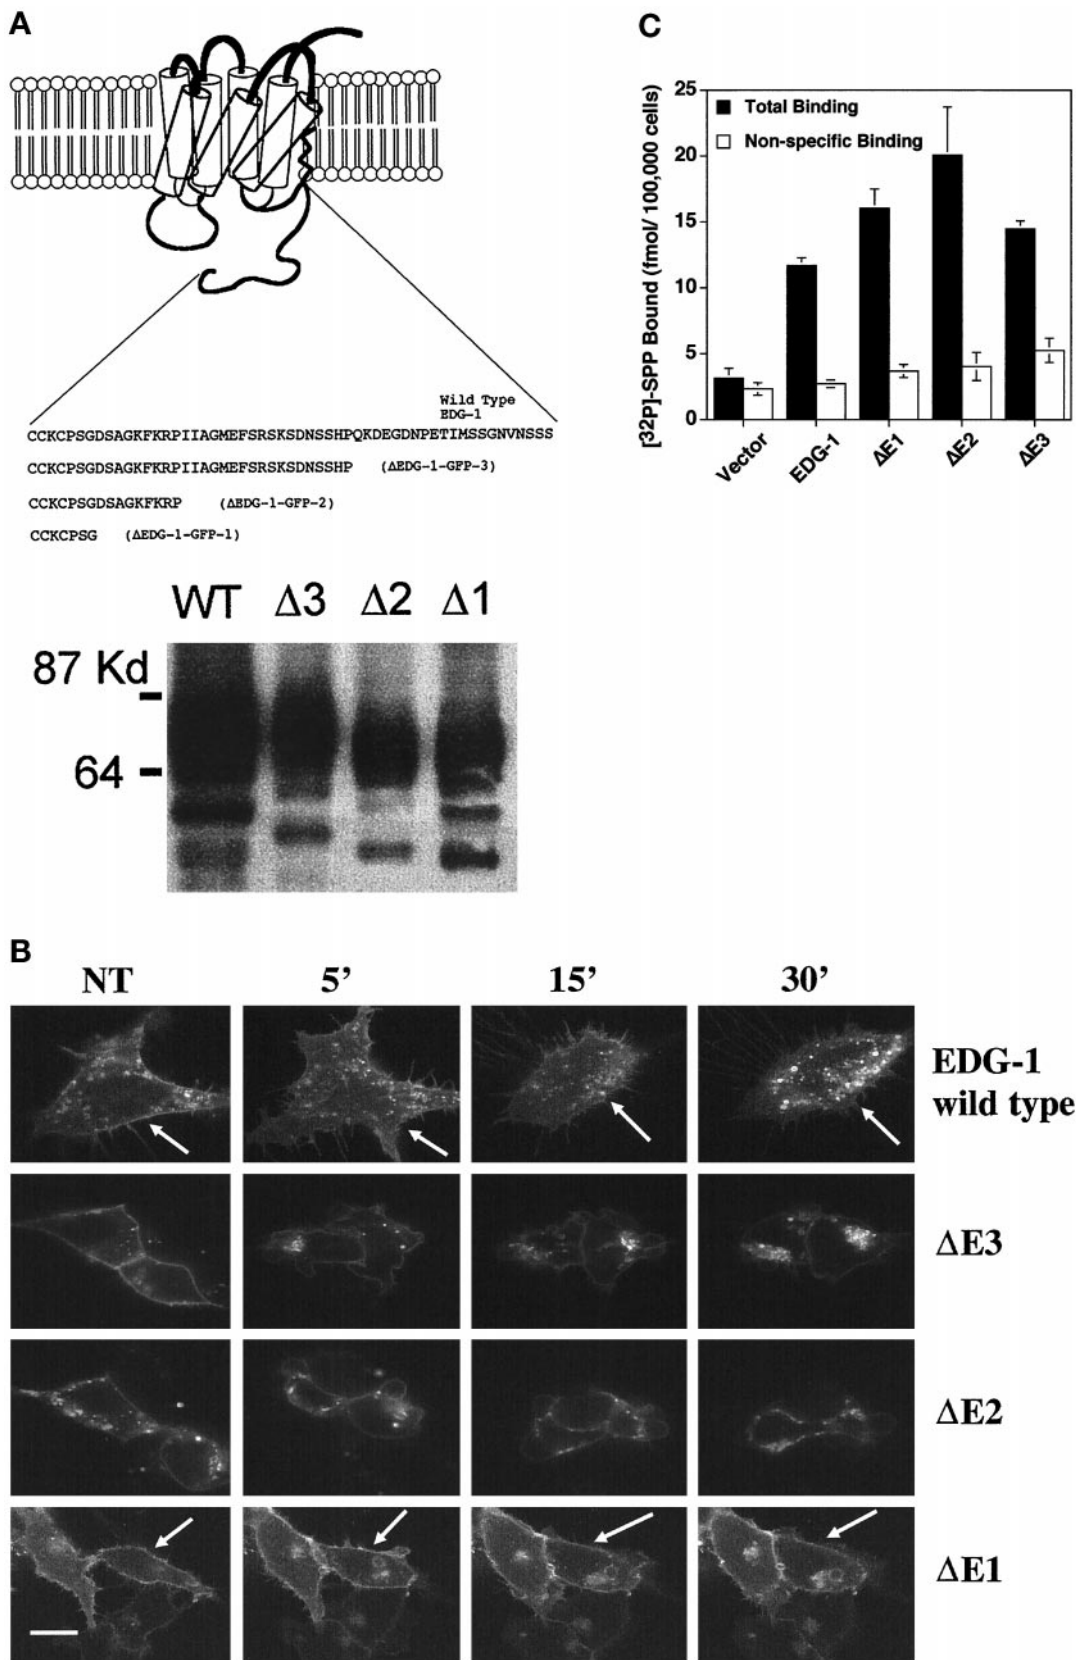 A
Wild Type
EDG-1
CCKCPSGDSAGKFKRPIIAGMEFSRSKSDNSSHPQKDEGDNPETIMSSGNVNSSS
CCKCPSGDSAGKFKRPIIAGMEFSRSKSDNSSHP (ΔEDG-1-GFP-3)
CCKCPSGDSAGKFKRP (ΔEDG-1-GFP-2)
CCKCPSG (ΔEDG-1-GFP-1)
WT Δ3 Δ2 Δ1
87 Kd
64
C
[32P]-SPP Bound (fmol/ 100,000 cells)
25
20
15
10
5
0
Total Binding
Non-specific Binding
Vector
EDG-1
ΔE1
ΔE2
ΔE3
B
NT 5’ 15’ 30’
EDG-1
wild type
ΔE3
ΔE2
ΔE1